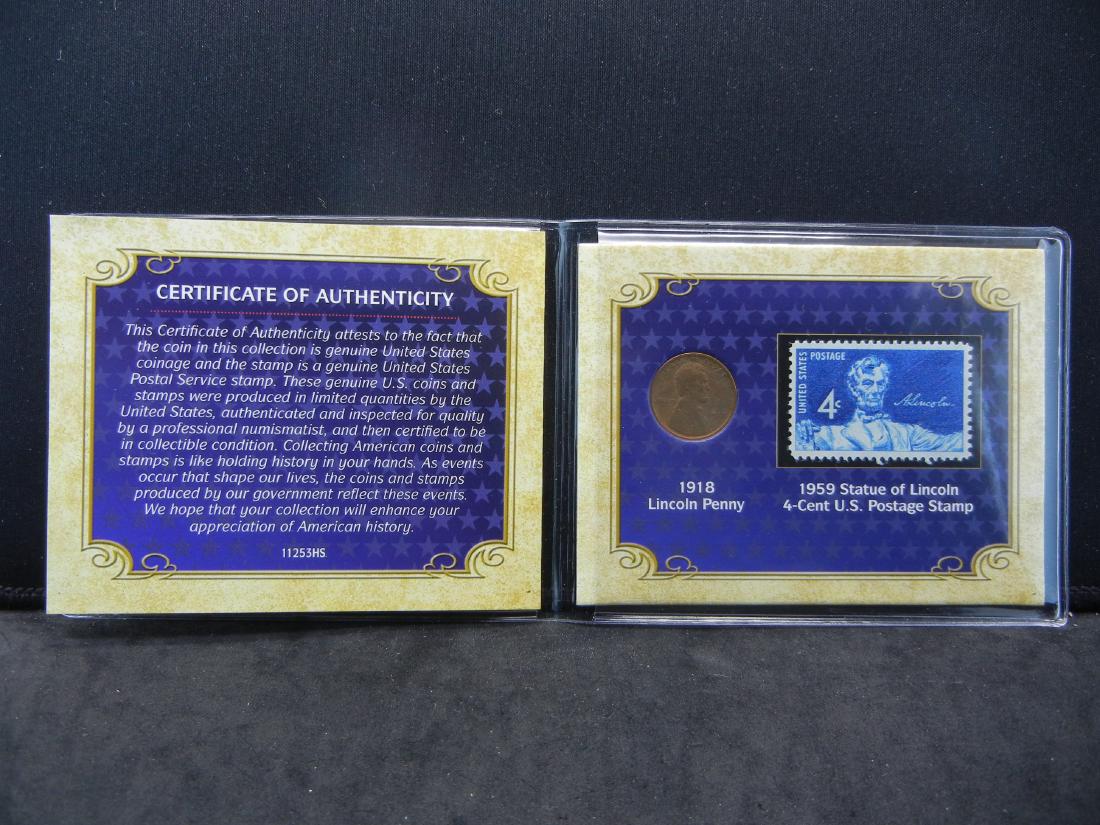 CERTIFICATE OF AUTHENTICITY
This Certificate of Authenticity attests to the fact that
the coin in this collection is genuine United States
coinage and the stamp is a genuine United States
Postal Service stamp. These genuine U.S. coins and
stamps were produced in limited quantities by the
United States, authenticated and inspected for quality
by a professional numismatist, and then certified to be
in collectible condition. Collecting American coins and
stamps is like holding history in your hands. As events
occur that shape our lives, the coins and stamps
produced by our government reflect these events.
We hope that your collection will enhance your
appreciation of American history.
11253HS
1918
Lincoln Penny
UNITED STATES POSTAGE
4¢
A. Lincoln
1959 Statue of Lincoln
4-Cent U.S. Postage Stamp